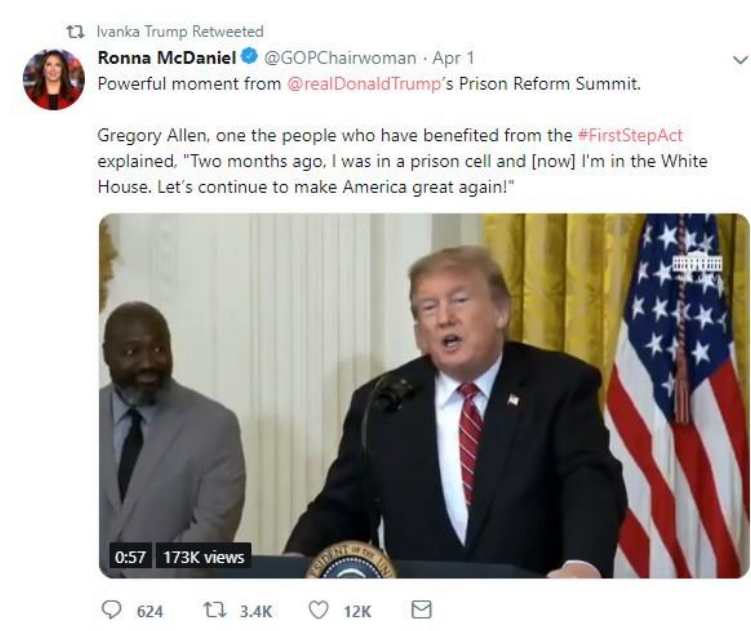 Ivanka Trump Retweeted
Ronna McDaniel @GOPChairwoman · Apr 1
Powerful moment from @realDonaldTrump's Prison Reform Summit.
Gregory Allen, one the people who have benefited from the #FirstStepAct
explained, "Two months ago, I was in a prison cell and [now] I'm in the White
House. Let's continue to make America great again!"
0:57 173K views
624 3.4K 12K